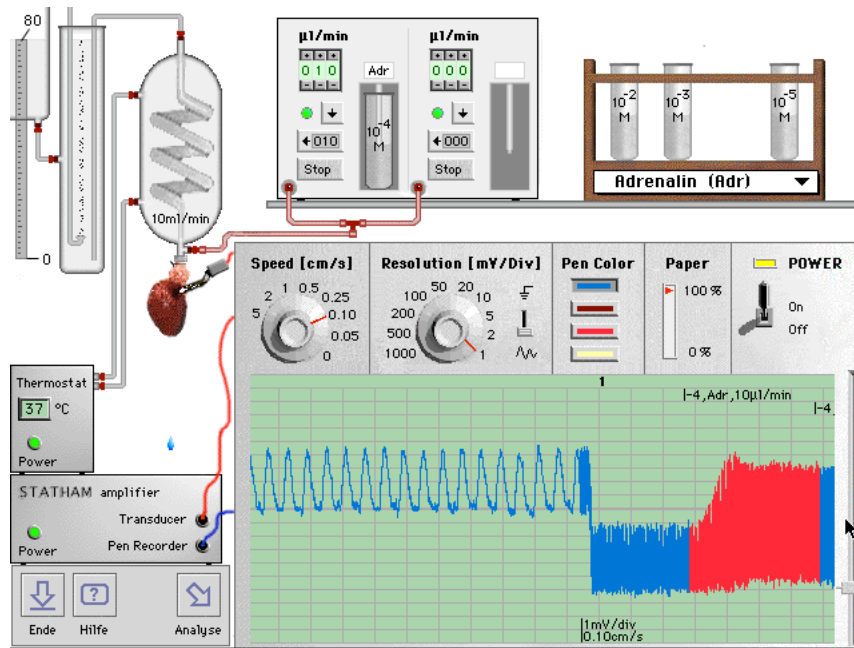 80
0
10ml/min
µl/min
0 1 0
Adr
10-4 M
010
Stop
µl/min
0 0 0
000
Stop
10-2 M
10-3 M
10-5 M
Adrenalin (Adr)
Speed [cm/s]
5 2 1 0.5 0.25 0.10 0.05 0
Resolution [mV/Div]
1000 500 200 100 50 20 10 5 2 1
Pen Color
Paper
100 %
0 %
POWER
On
Off
Thermostat
37 °C
Power
STATHAM amplifier
Transducer
Pen Recorder
Power
Ende
?
Hilfe
Analyse
1
|-4,Adr,10µl/min
|-4,
1mV/div
0.10cm/s